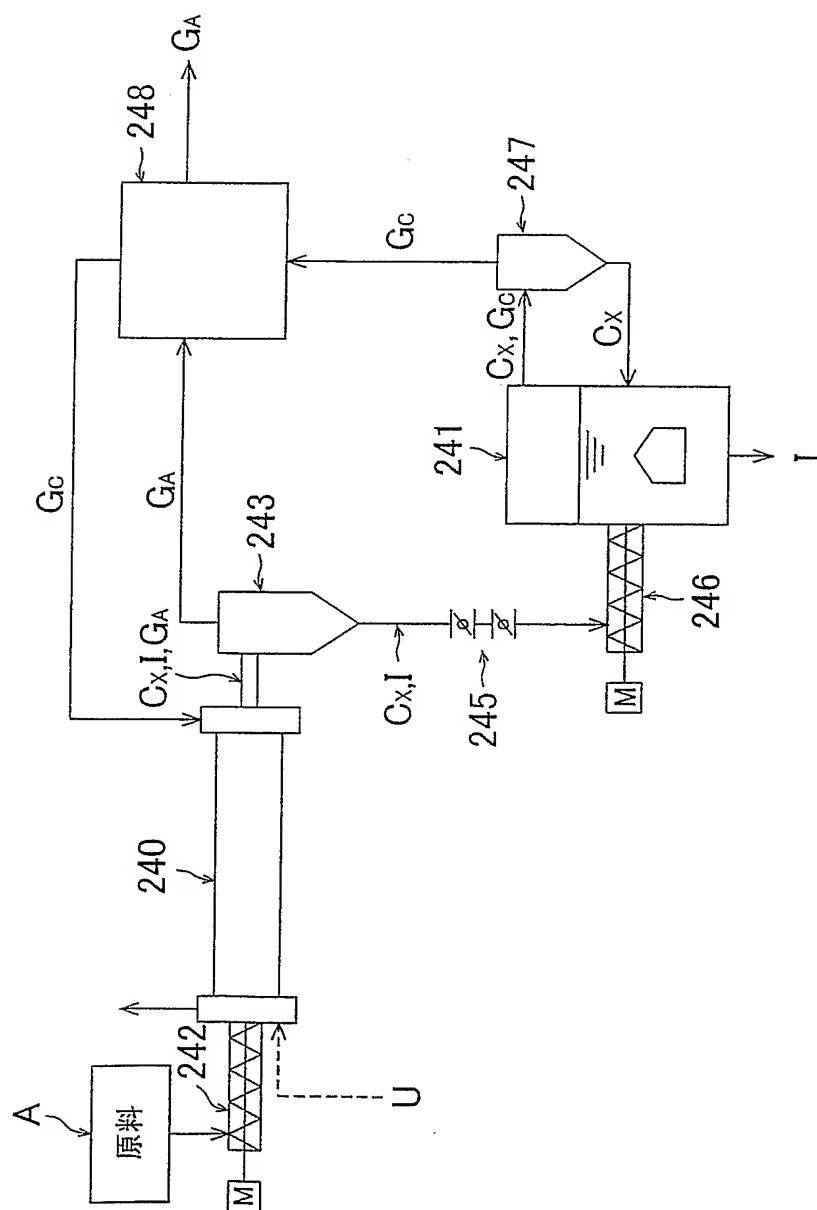 A
原料
242
M
U
240
Gc
Cx,I,GA
GA
243
Cx,I
245
M
246
241
Cx,Gc
Cx
I
247
Gc
248
GA